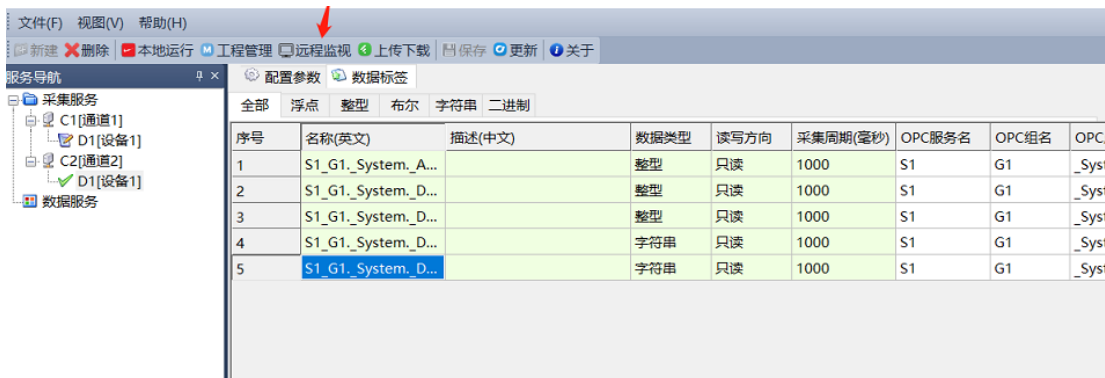 文件(F) 视图(V) 帮助(H)
新建 删除 本地运行 工程管理 远程监视 上传下载 保存 更新 关于
服务导航
采集服务
C1[通道1]
D1[设备1]
C2[通道2]
D1[设备1]
数据服务
配置参数 数据标签
全部 浮点 整型 布尔 字符串 二进制
序号 名称(英文) 描述(中文) 数据类型 读写方向 采集周期(毫秒) OPC服务名 OPC组名 OPC
1 S1_G1._System._A... 整型 只读 1000 S1 G1 _Syst
2 S1_G1._System._D... 整型 只读 1000 S1 G1 _Syst
3 S1_G1._System._D... 整型 只读 1000 S1 G1 _Syst
4 S1_G1._System._D... 字符串 只读 1000 S1 G1 _Syst
5 S1_G1._System._D... 字符串 只读 1000 S1 G1 _Syst